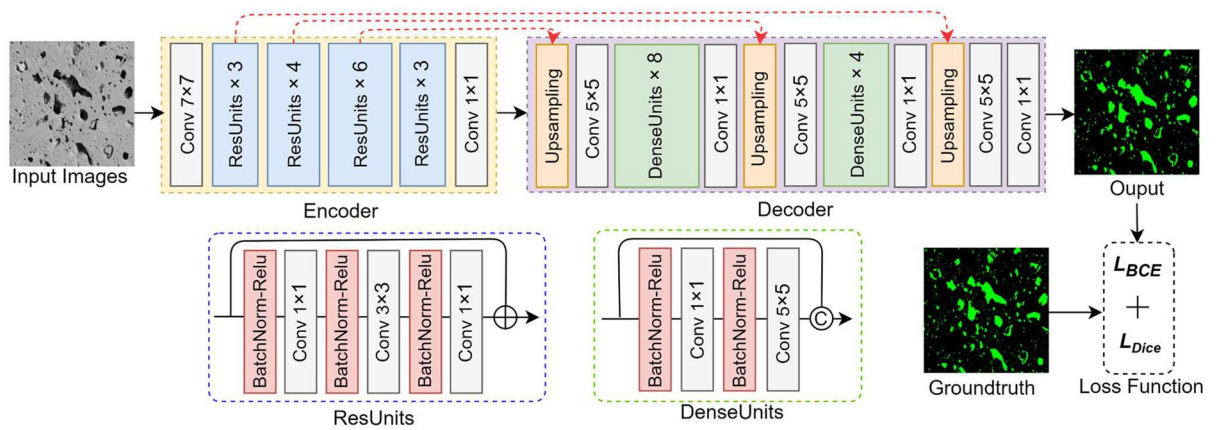 Input Images
Conv 7×7
ResUnits × 3
ResUnits × 4
ResUnits × 6
ResUnits × 3
Conv 1×1
Encoder
Upsampling
Conv 5×5
DenseUnits × 8
Conv 1×1
Upsampling
Conv 5×5
DenseUnits × 4
Conv 1×1
Upsampling
Conv 5×5
Conv 1×1
Decoder
Ouput
BatchNorm-Relu
Conv 1×1
BatchNorm-Relu
Conv 3×3
BatchNorm-Relu
Conv 1×1
ResUnits
BatchNorm-Relu
Conv 1×1
BatchNorm-Relu
Conv 5×5
C
DenseUnits
Groundtruth
L_BCE
+
L_Dice
Loss Function